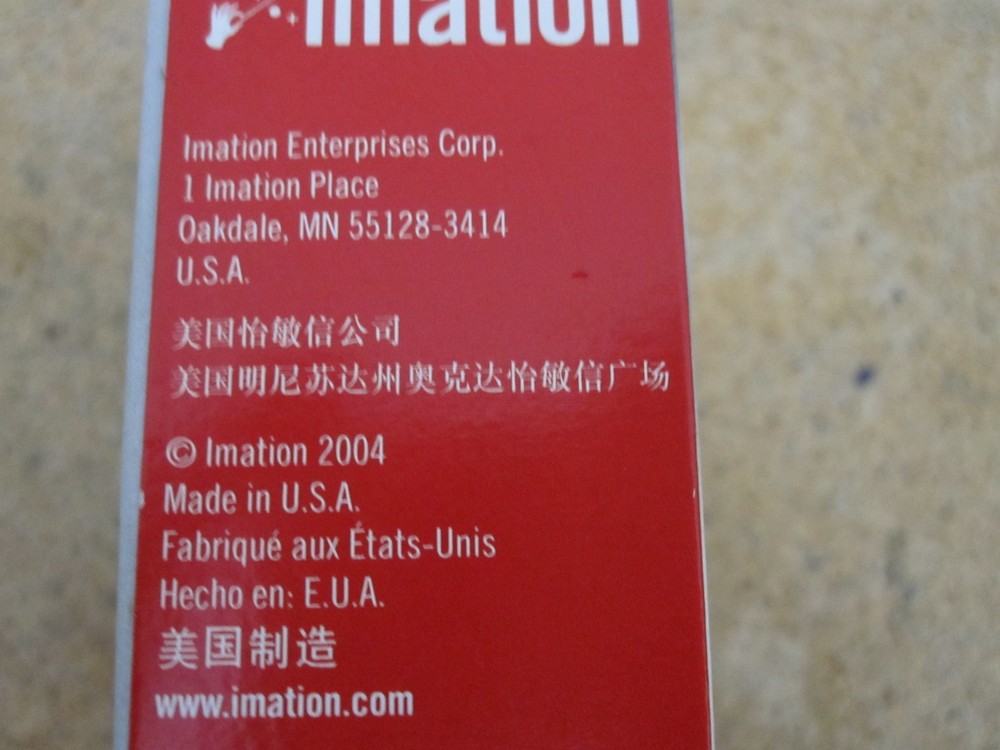 imation
Imation Enterprises Corp.
1 Imation Place
Oakdale, MN 55128-3414
U.S.A.
美国怡敏信公司
美国明尼苏达州奥克达怡敏信广场
© Imation 2004
Made in U.S.A.
Fabriqué aux États-Unis
Hecho en: E.U.A.
美国制造
www.imation.com